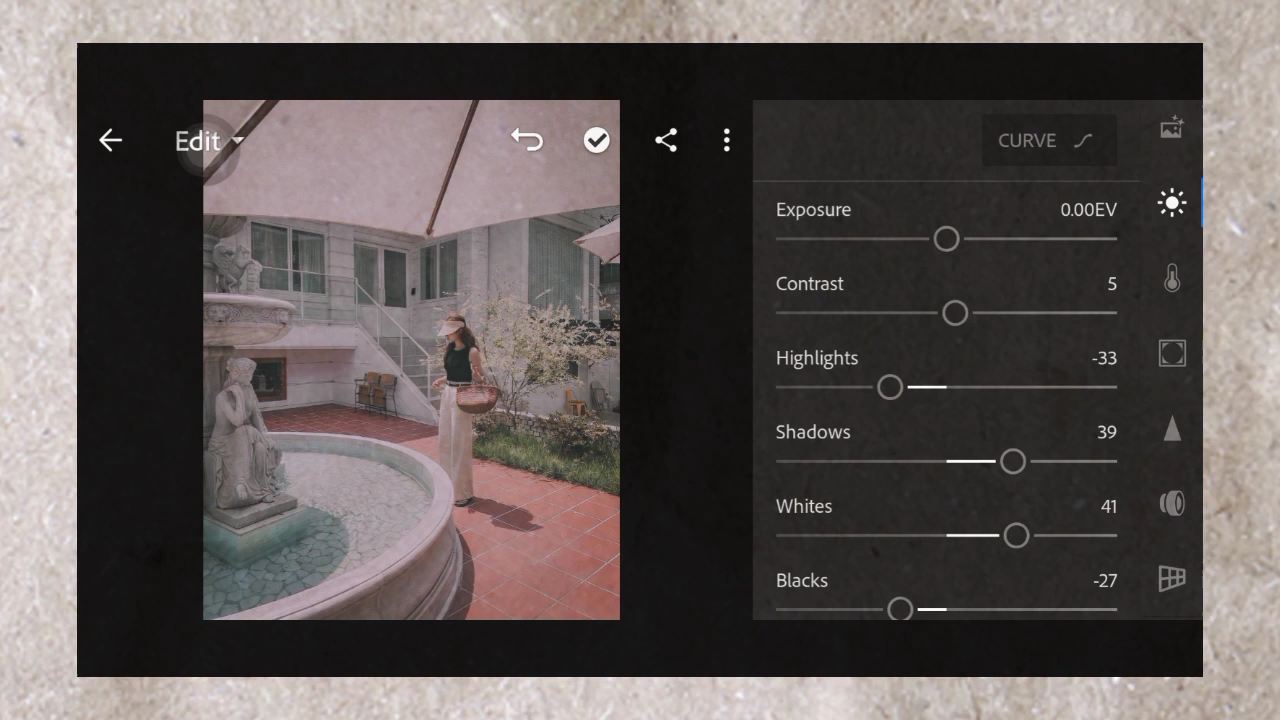 Edit
CURVE
Exposure 0.00EV
Contrast 5
Highlights -33
Shadows 39
Whites 41
Blacks -27